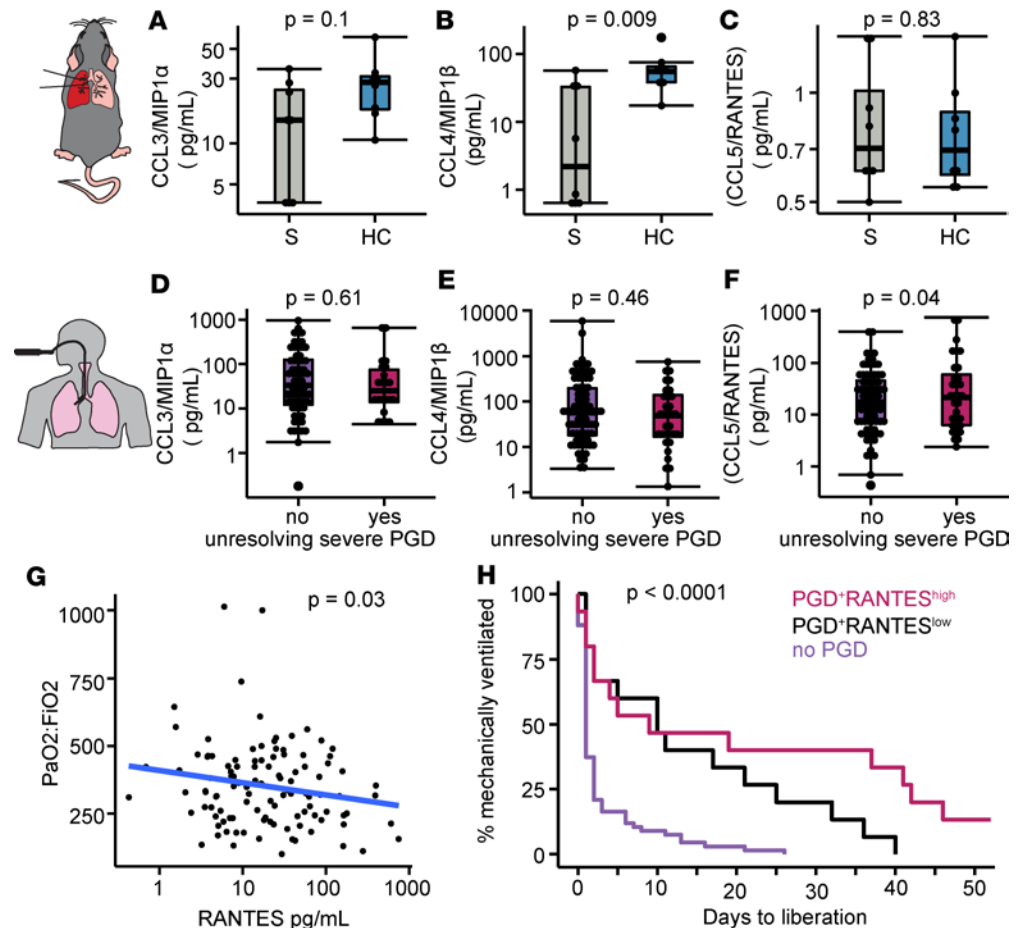 A
p = 0.1
CCL3/MIP1α
( pg/mL)
50
30
10
5
S
HC
B
p = 0.009
CCL4/MIP1β
(pg/mL)
100
10
1
S
HC
C
p = 0.83
(CCL5/RANTES)
( pg/mL)
1
0.7
0.5
S
HC
D
p = 0.61
CCL3/MIP1α
( pg/mL)
1000
100
10
1
no
yes
unresolving severe PGD
E
p = 0.46
CCL4/MIP1β
(pg/mL)
10000
1000
100
10
1
no
yes
unresolving severe PGD
F
p = 0.04
(CCL5/RANTES)
( pg/mL)
1000
100
10
1
no
yes
unresolving severe PGD
G
p = 0.03
PaO2:FiO2
1000
750
500
250
1
10
100
1000
RANTES pg/mL
H
p < 0.0001
PGD⁺RANTESʰⁱᵍʰ
PGD⁺RANTESˡᵒʷ
no PGD
% mechanically ventilated
100
75
50
25
0
0
10
20
30
40
50
Days to liberation